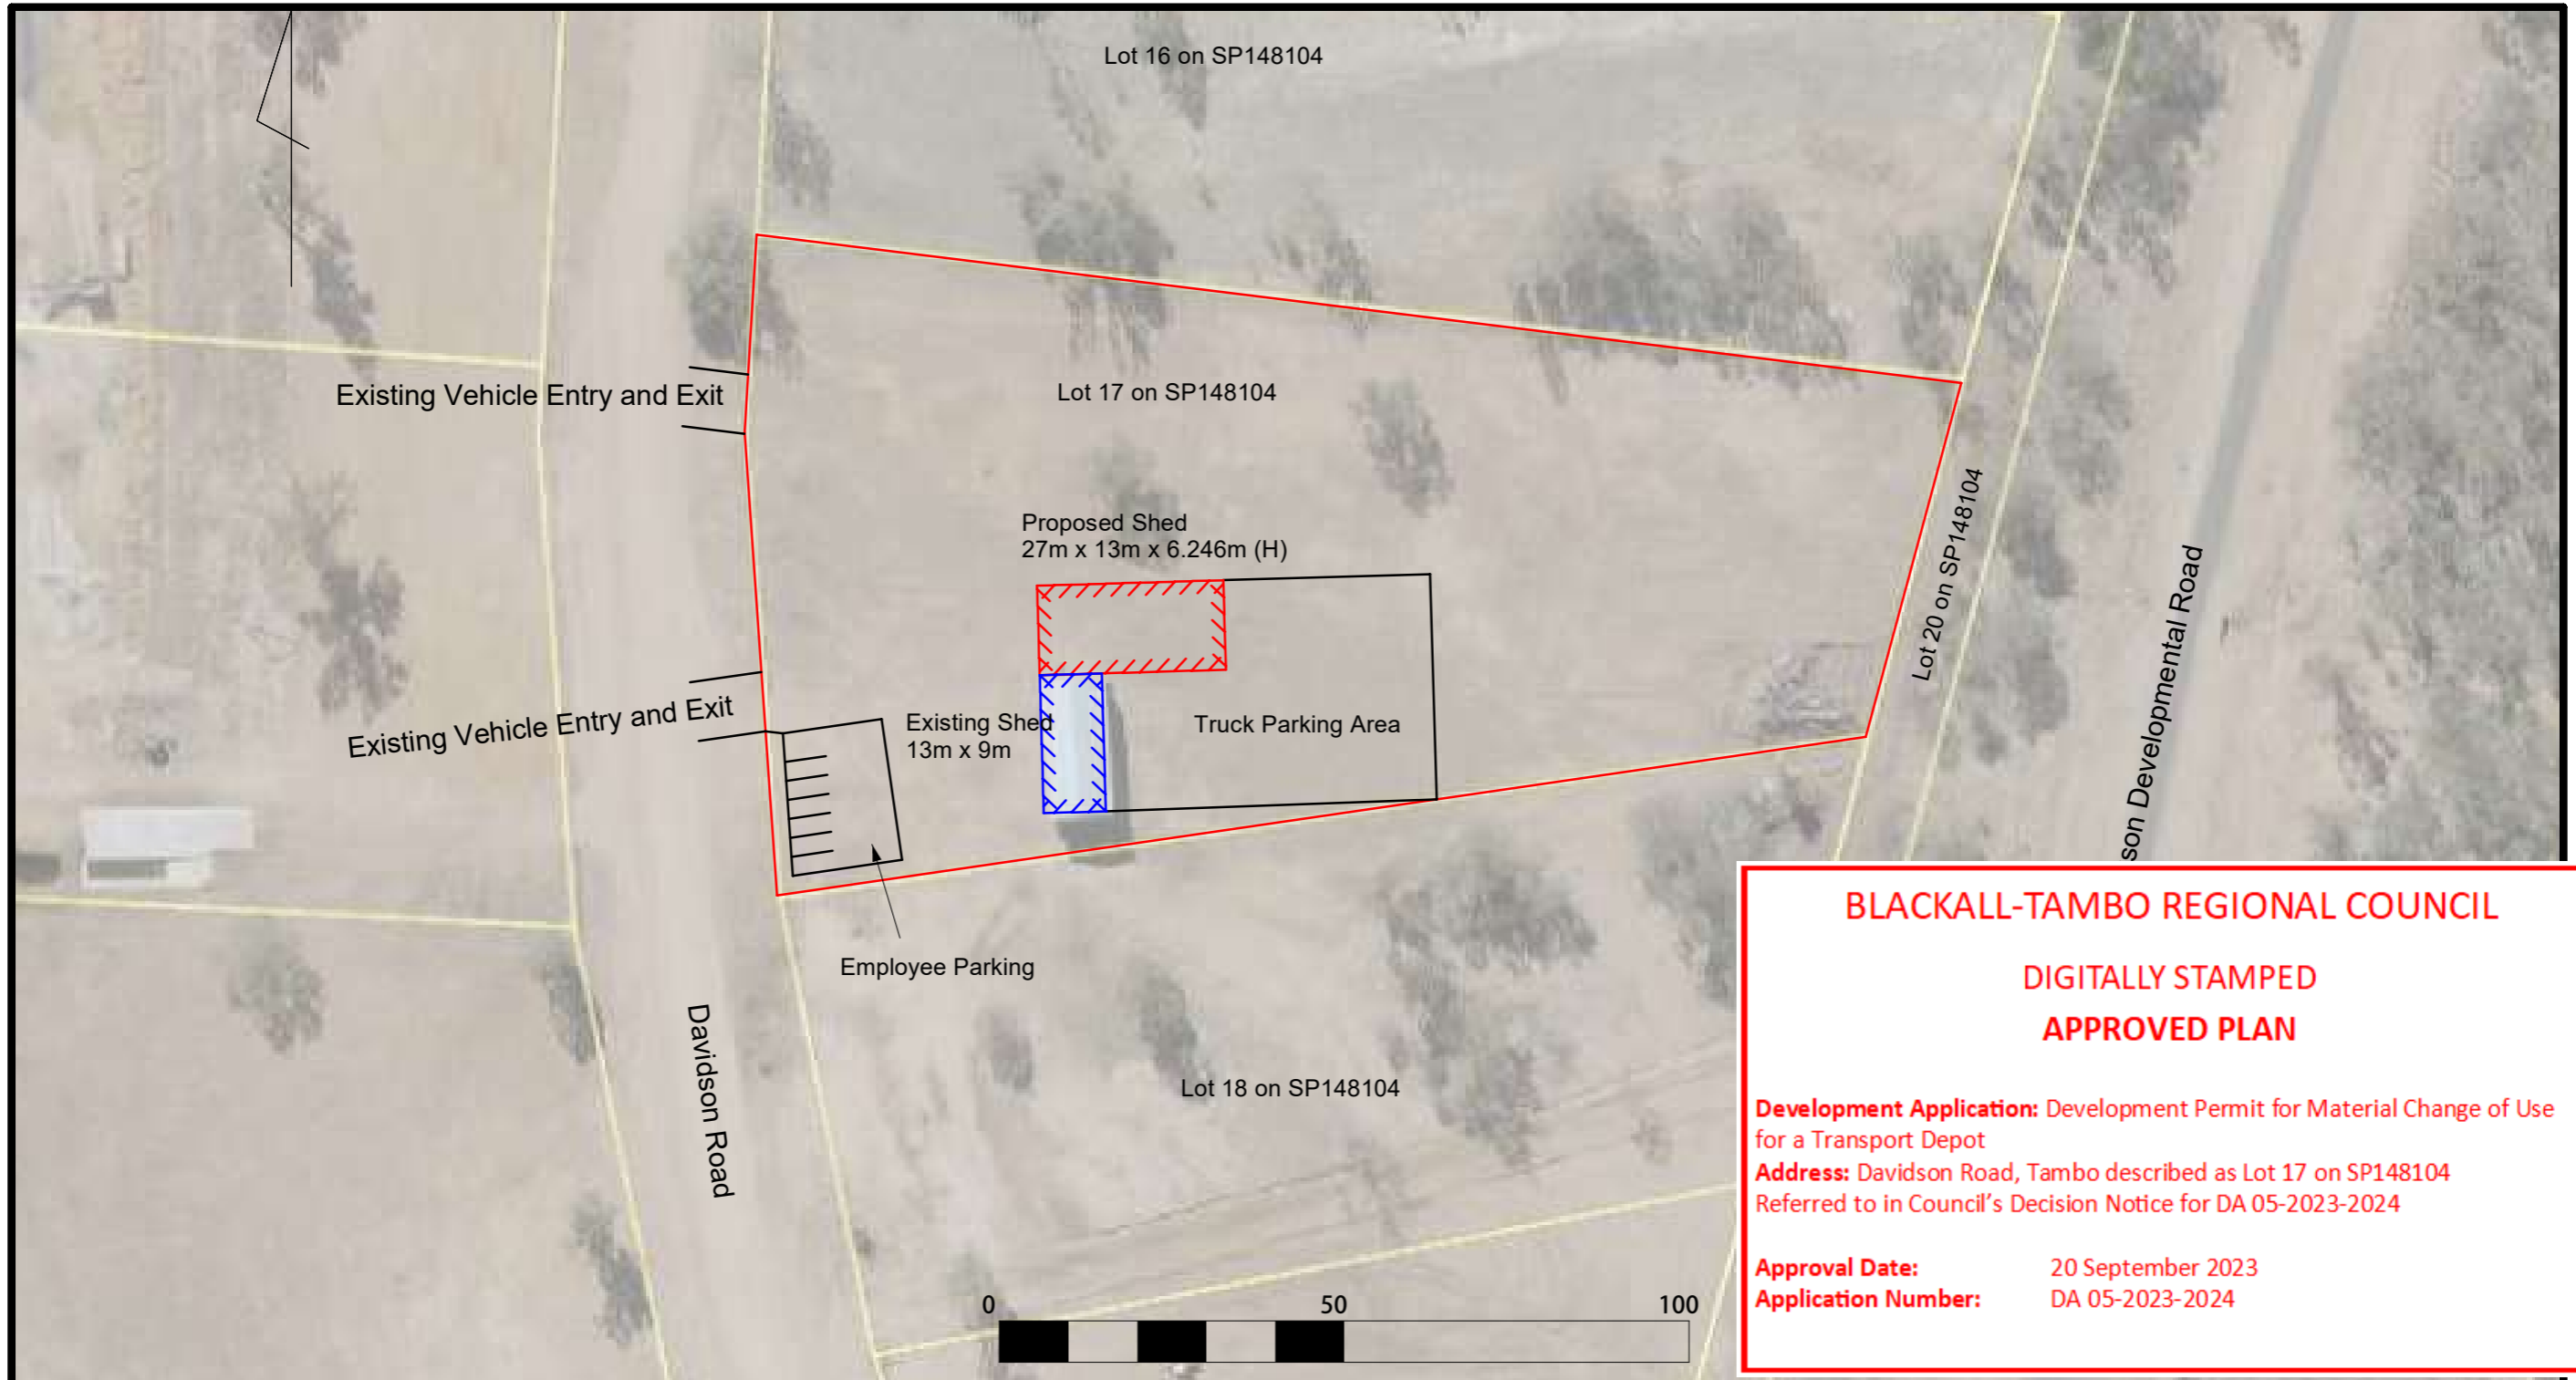 Lot 16 on SP148104
Existing Vehicle Entry and Exit
Lot 17 on SP148104
Proposed Shed
27m x 13m x 6.246m (H)
Lot 20 on SP148104
son Developmental Road
Existing Vehicle Entry and Exit
Existing Shed
13m x 9m
Truck Parking Area
Employee Parking
Davidson Road
Lot 18 on SP148104
0 50 100
BLACKALL-TAMBO REGIONAL COUNCIL
DIGITALLY STAMPED
APPROVED PLAN
Development Application: Development Permit for Material Change of Use
for a Transport Depot
Address: Davidson Road, Tambo described as Lot 17 on SP148104
Referred to in Council's Decision Notice for DA 05-2023-2024
Approval Date: 20 September 2023
Application Number: DA 05-2023-2024